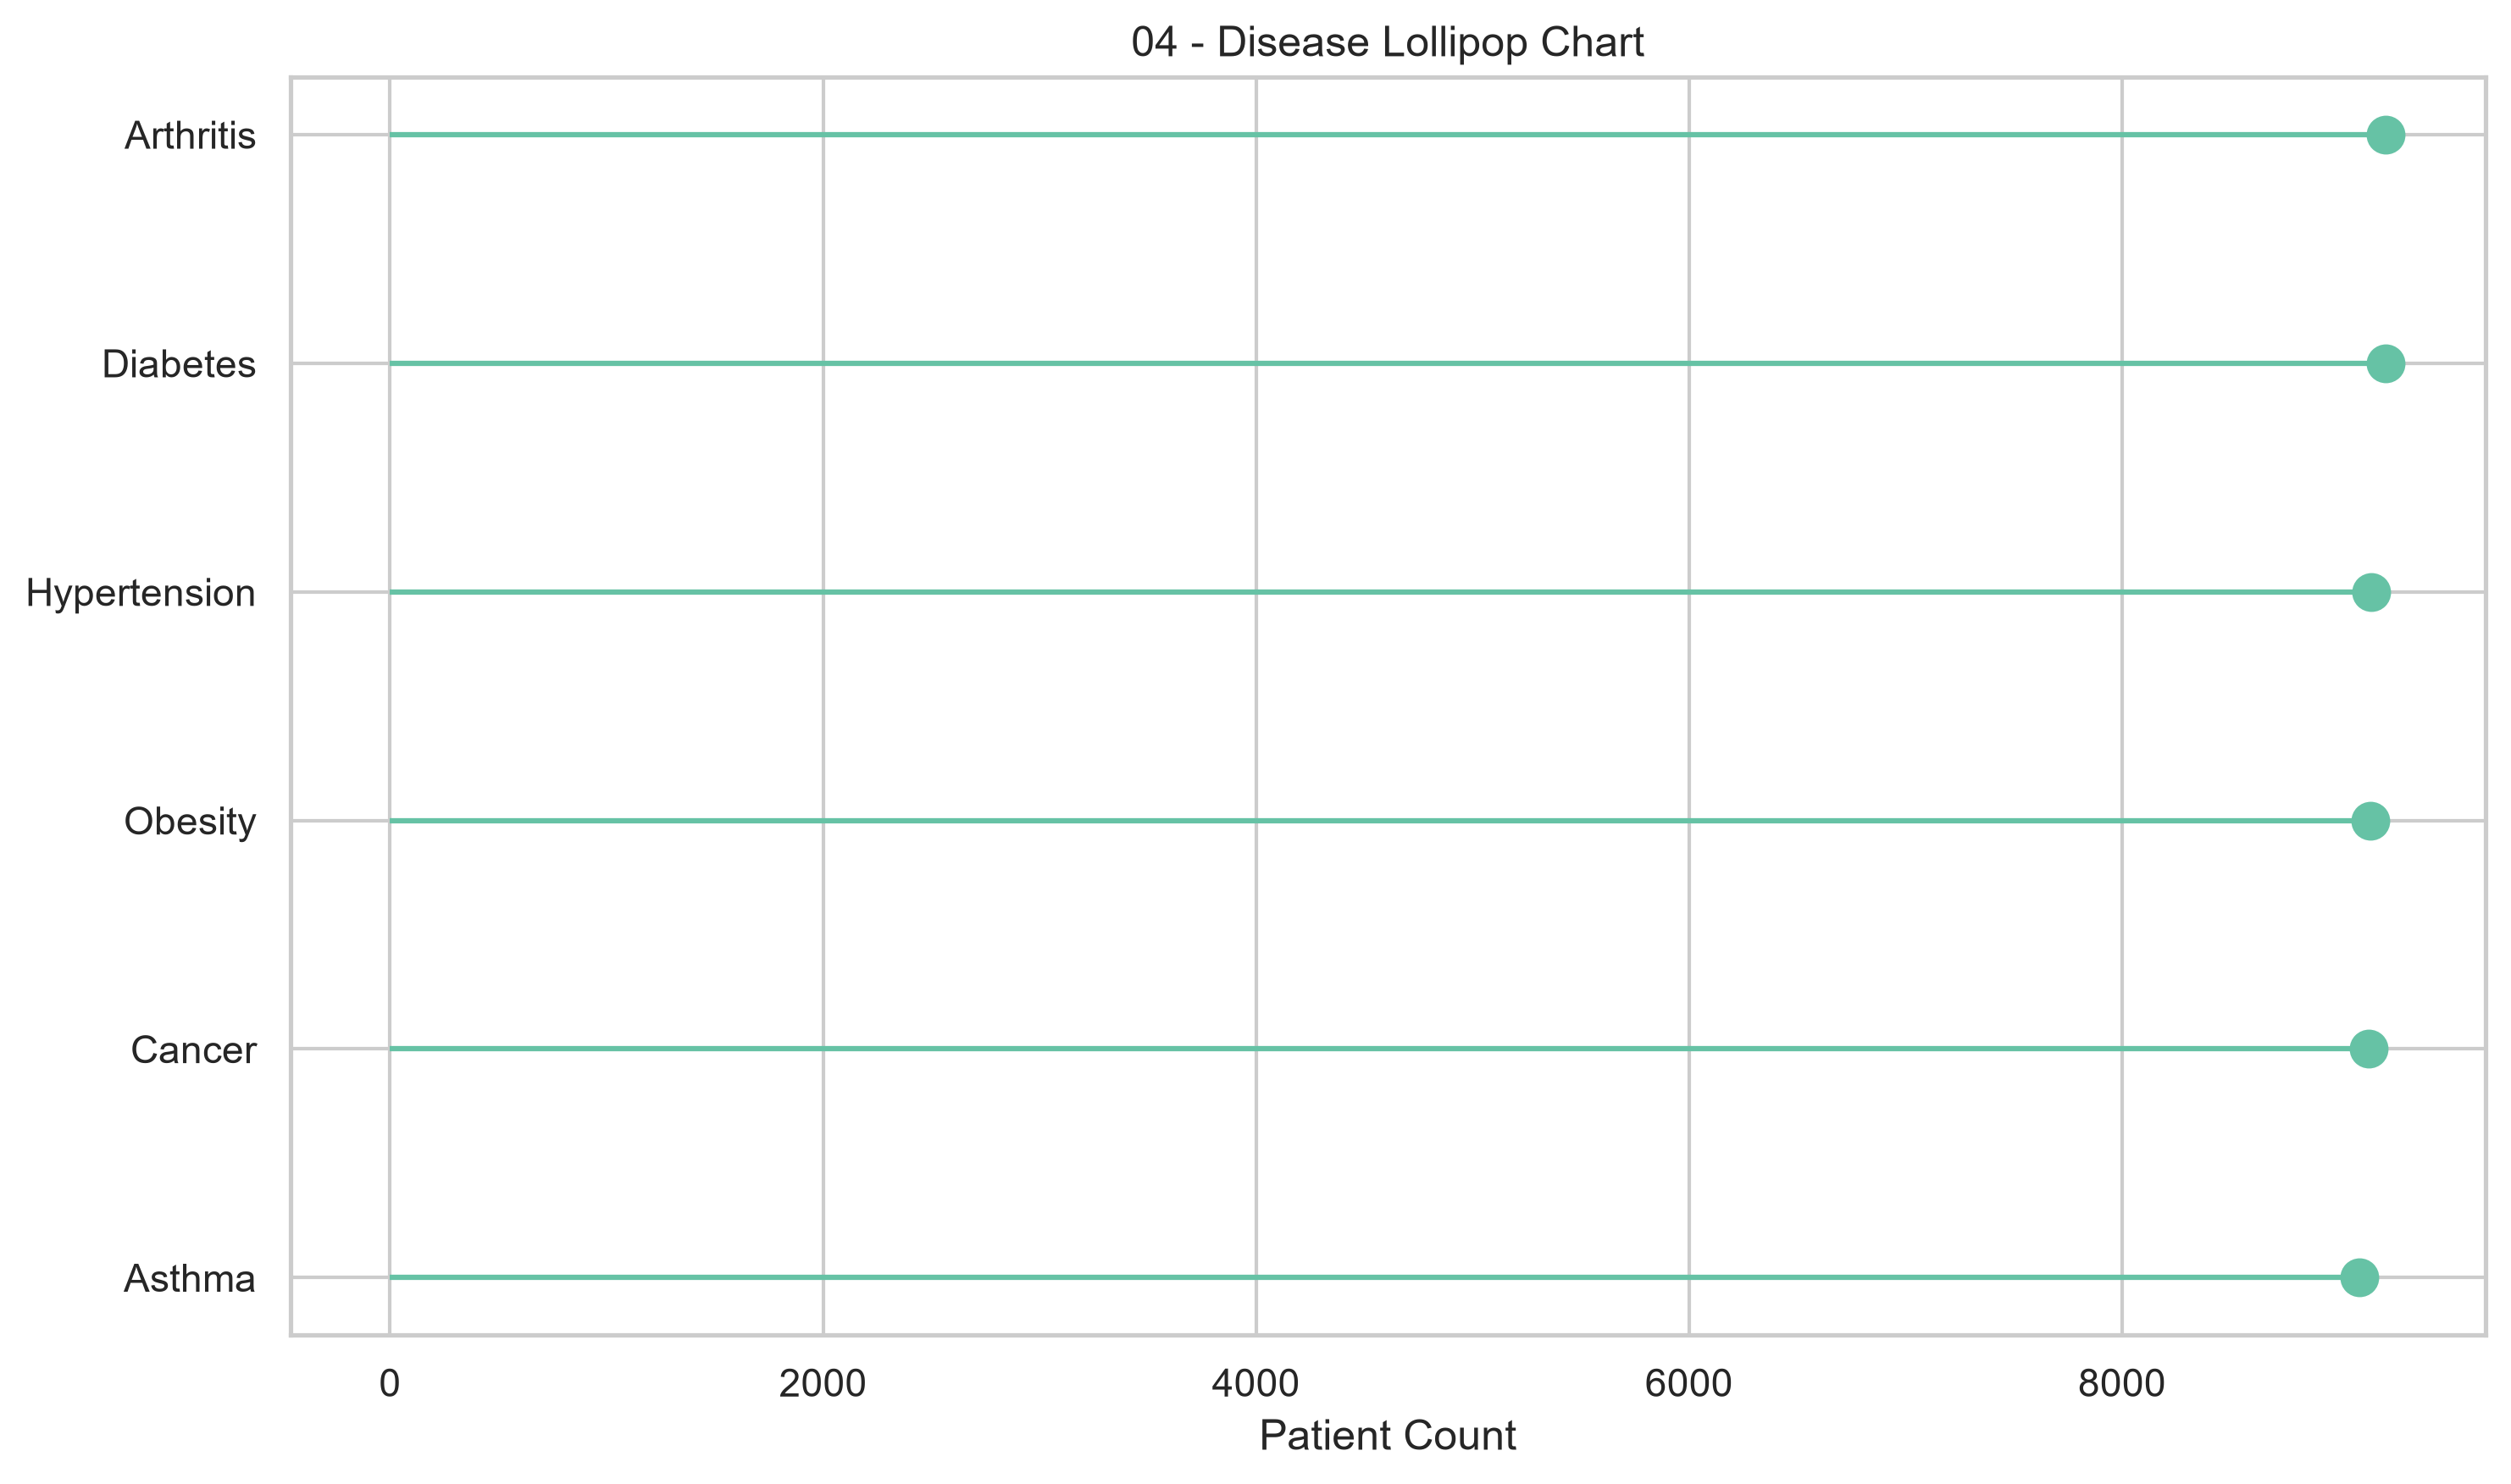 04 - Disease Lollipop Chart
Arthritis
Diabetes
Hypertension
Obesity
Cancer
Asthma
0 2000 4000 6000 8000
Patient Count